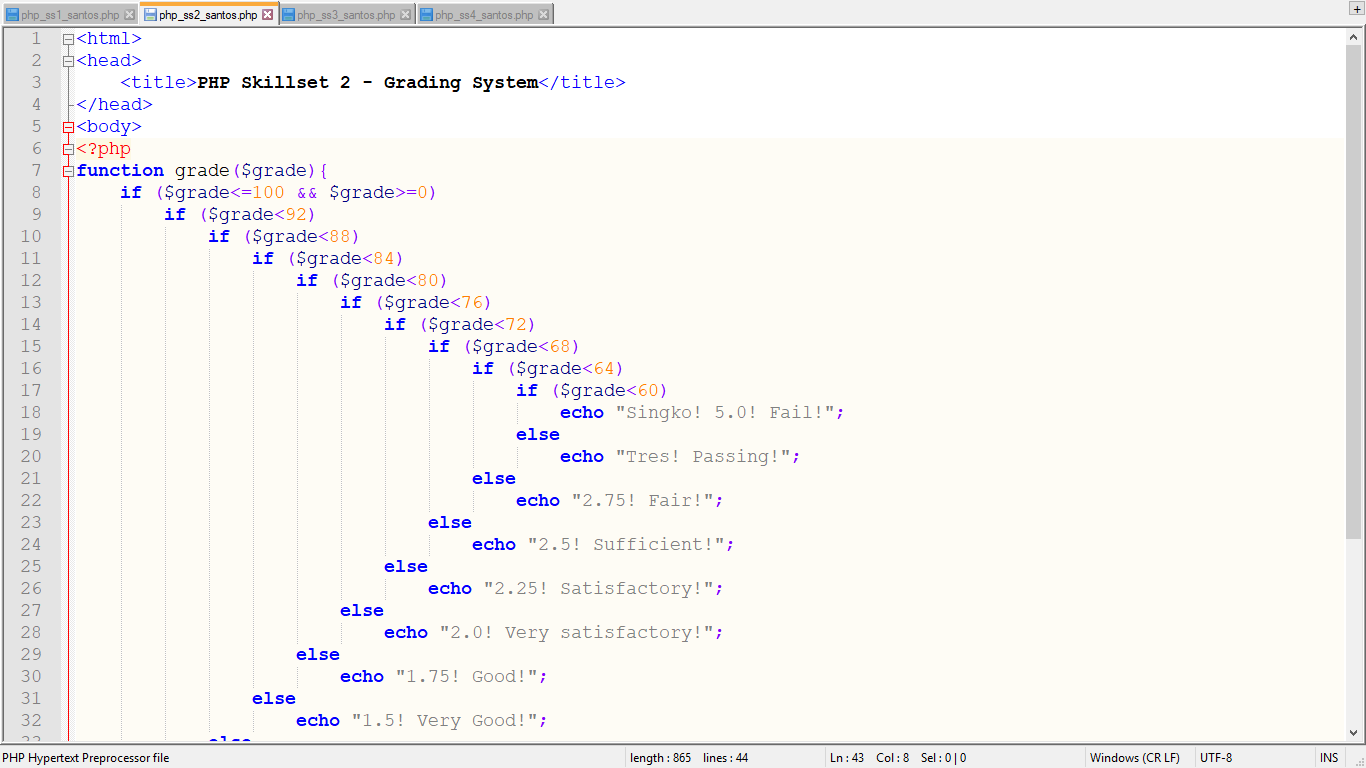 php_ss1_santos.php php_ss2_santos.php php_ss3_santos.php php_ss4_santos.php
1 <html>
2 <head>
3 <title>PHP Skillset 2 - Grading System</title>
4 </head>
5 <body>
6 <?php
7 function grade($grade){
8 if ($grade<=100 && $grade>=0)
9 if ($grade<92)
10 if ($grade<88)
11 if ($grade<84)
12 if ($grade<80)
13 if ($grade<76)
14 if ($grade<72)
15 if ($grade<68)
16 if ($grade<64)
17 if ($grade<60)
18 echo "Singko! 5.0! Fail!";
19 else
20 echo "Tres! Passing!";
21 else
22 echo "2.75! Fair!";
23 else
24 echo "2.5! Sufficient!";
25 else
26 echo "2.25! Satisfactory!";
27 else
28 echo "2.0! Very satisfactory!";
29 else
30 echo "1.75! Good!";
31 else
32 echo "1.5! Very Good!";
33 else
PHP Hypertext Preprocessor file length : 865 lines : 44 Ln : 43 Col : 8 Sel : 0 | 0 Windows (CR LF) UTF-8 INS